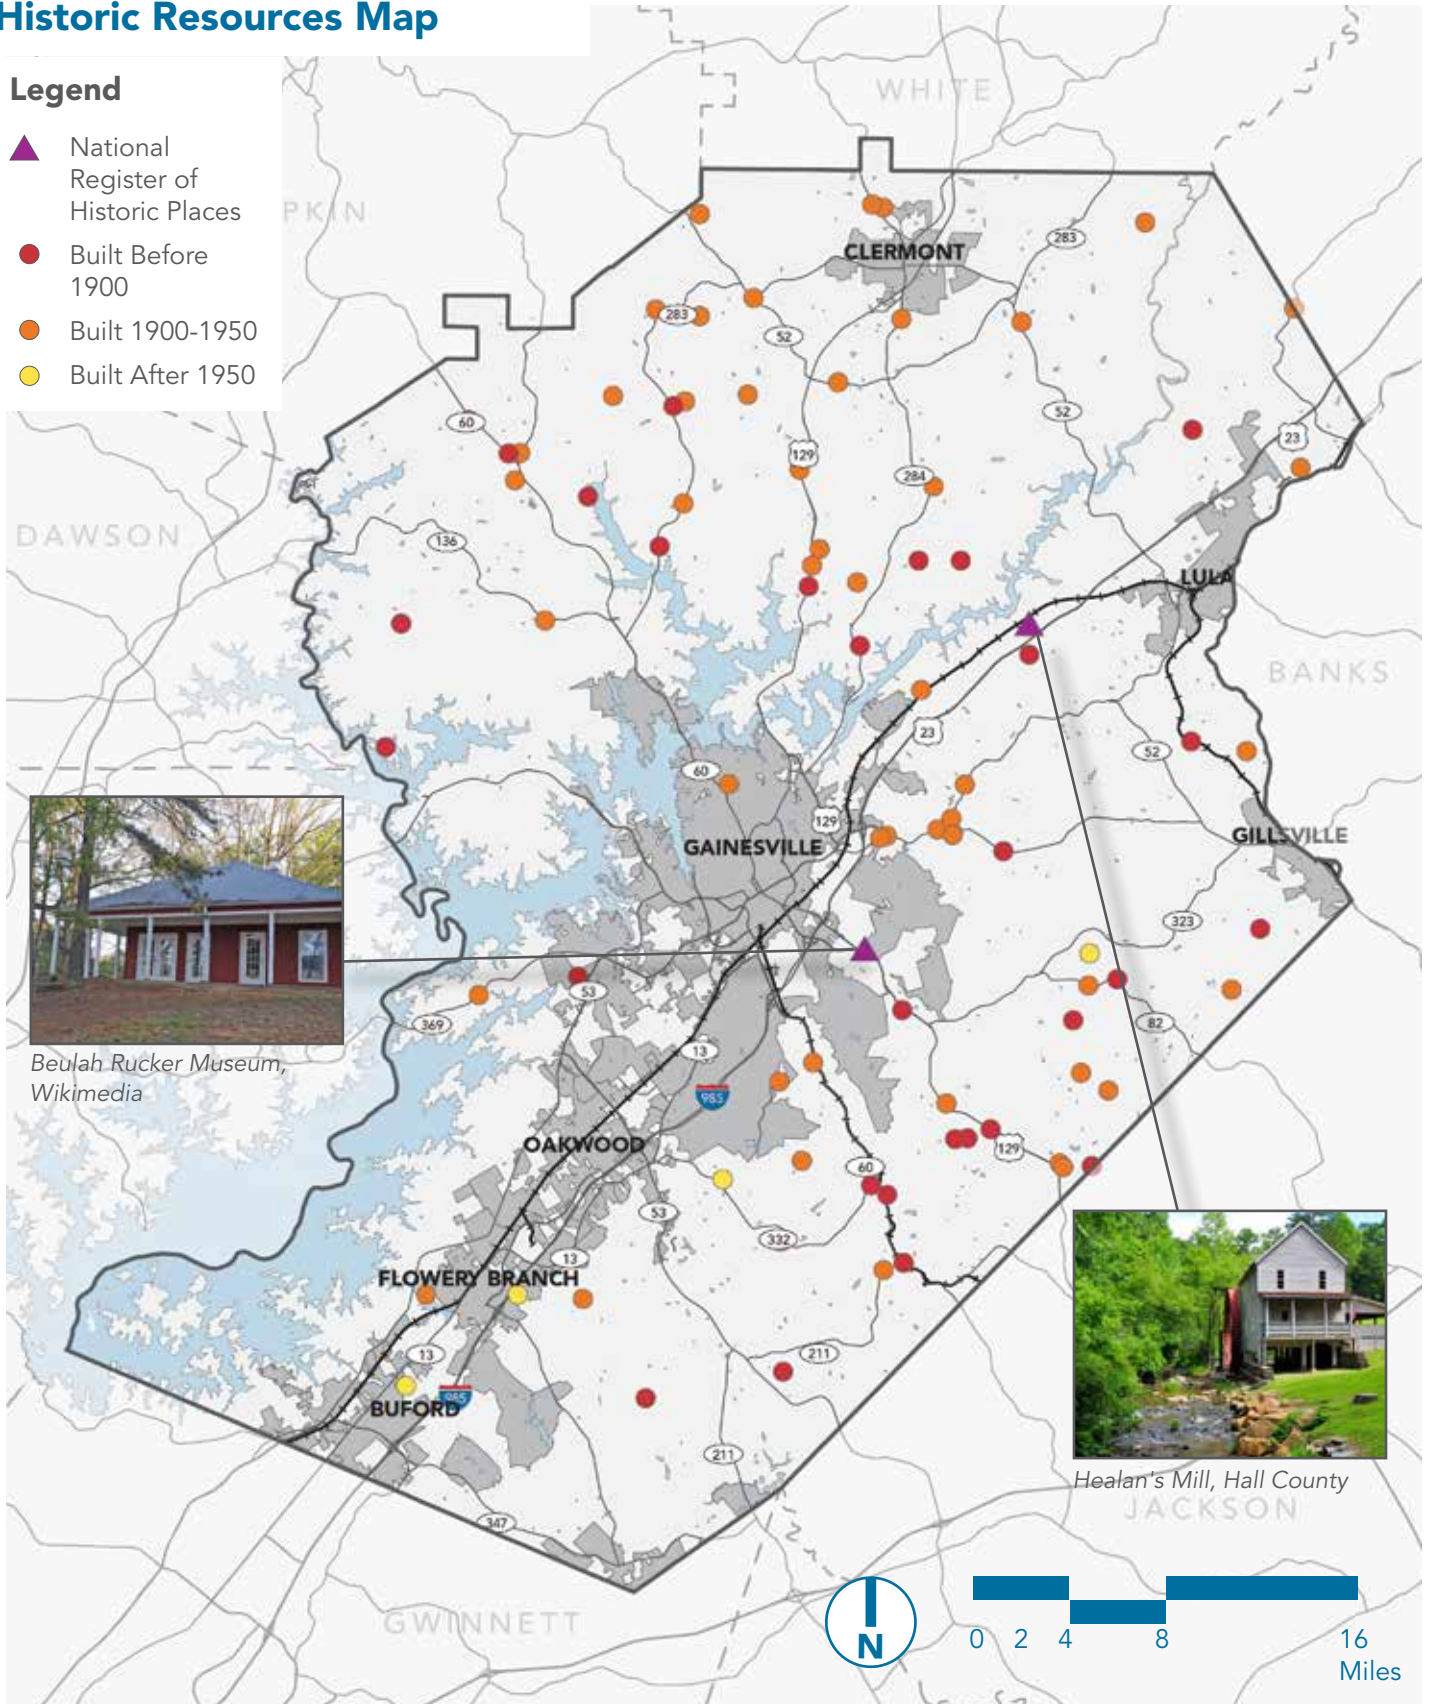 Historic Resources Map
Legend
National
Register of
Historic Places
Built Before
1900
Built 1900-1950
Built After 1950
WHITE
PKIN
CLERMONT
283
283
52
60
52
23
129
284
DAWSON
136
LULA
BANKS
23
52
60
129
GAINESVILLE
GILLSVILLE
323
53
369
82
13
985
Beulah Rucker Museum,
Wikimedia
OAKWOOD
129
60
53
332
13
FLOWERY BRANCH
13
211
985
BUFORD
211
347
Healan's Mill, Hall County
JACKSON
GWINNETT
N
0 2 4 8 16
Miles